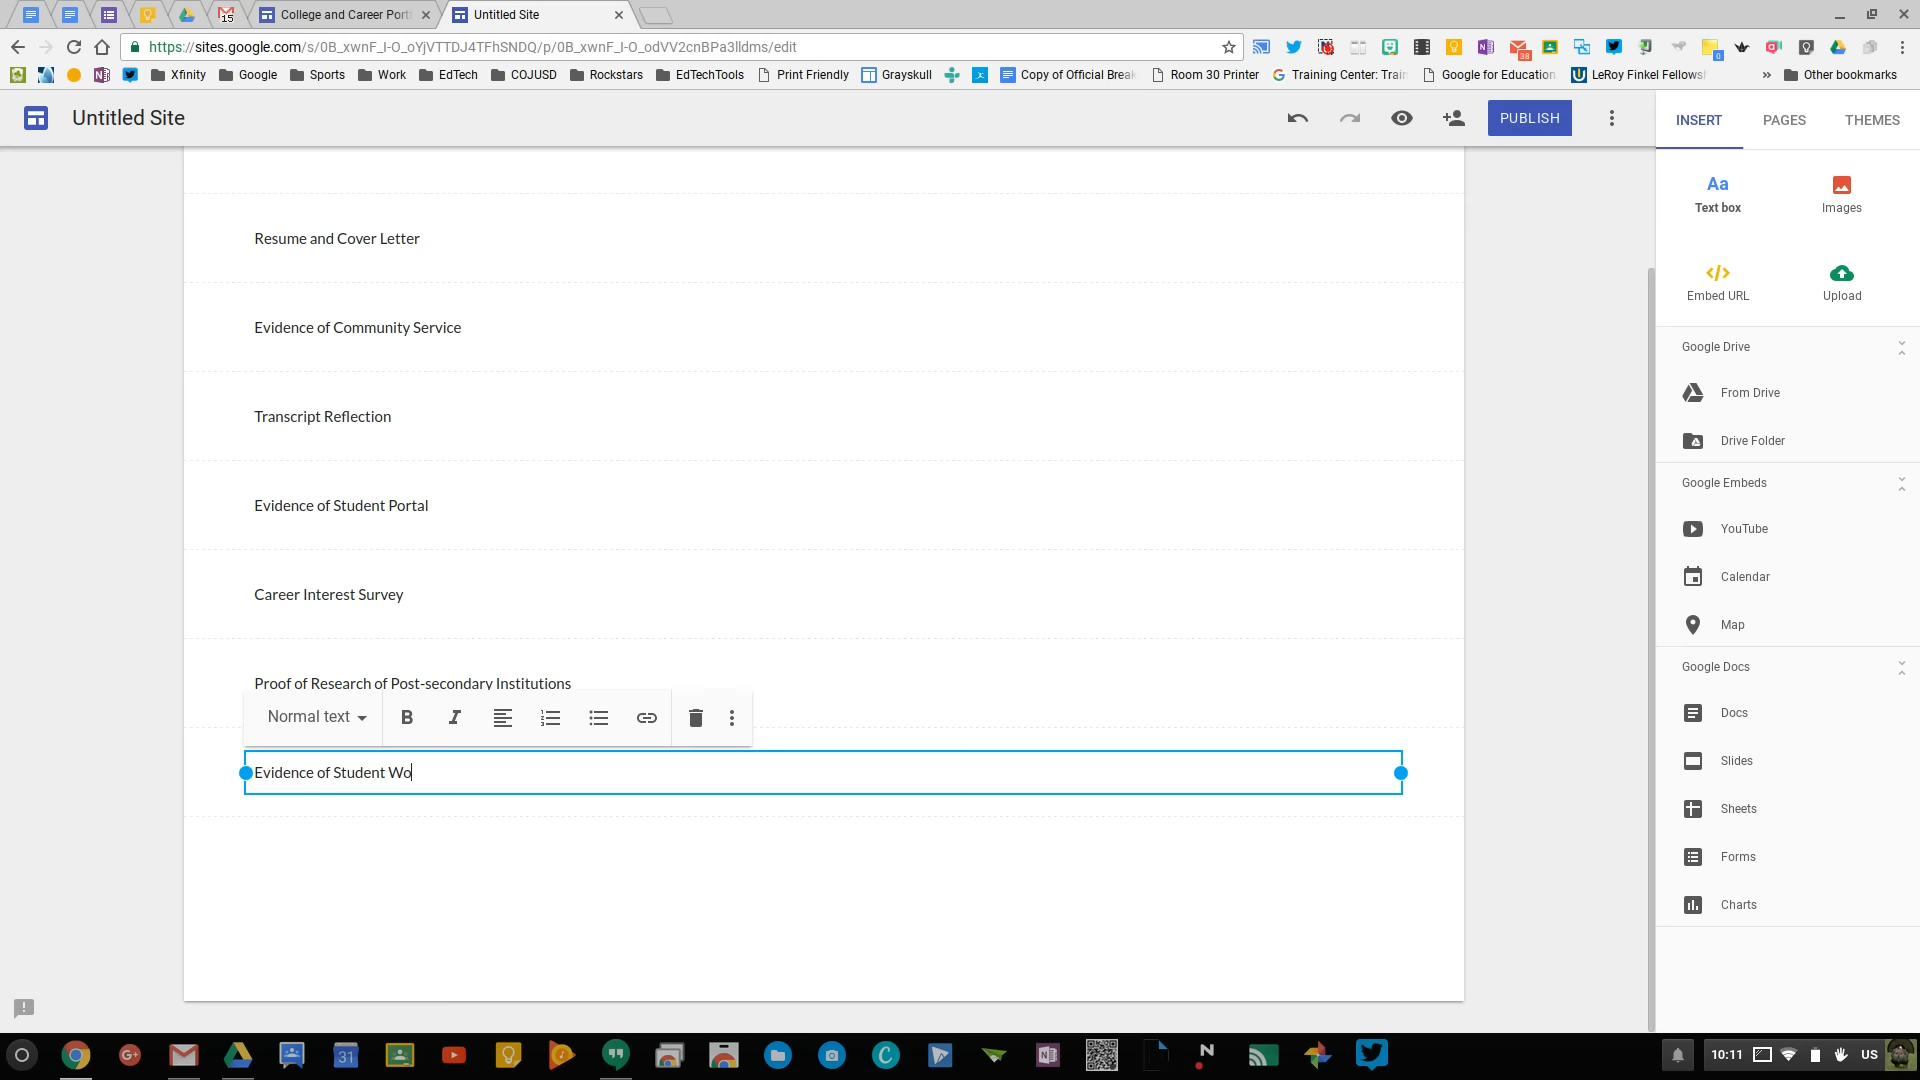 15
College and Career Port
Untitled Site
https://sites.google.com/s/0B_xwnF_I-O_oYjVTTDJ4TFhSNDQ/p/0B_xwnF_I-O_odVV2cnBPa3lldms/edit
38
0
Xfinity
Google
Sports
Work
EdTech
COJUSD
Rockstars
EdTechTools
Print Friendly
Grayskull
Copy of Official Break
Room 30 Printer
Training Center: Train
Google for Education
LeRoy Finkel Fellows
»
Other bookmarks
Untitled Site
PUBLISH
INSERT
PAGES
THEMES
Aa
Text box
Images
Embed URL
Upload
Google Drive
From Drive
Drive Folder
Google Embeds
YouTube
Calendar
Map
Google Docs
Docs
Slides
Sheets
Forms
Charts
Resume and Cover Letter
Evidence of Community Service
Transcript Reflection
Evidence of Student Portal
Career Interest Survey
Proof of Research of Post-secondary Institutions
Normal text
B
I
Evidence of Student Wo
G+
31
N
10:11
US